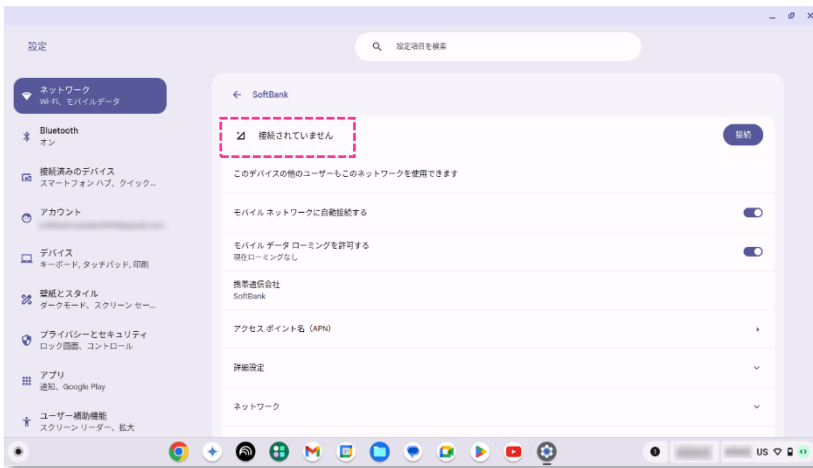 設定
設定項目を検索
ネットワーク
Wi-Fi、モバイルデータ
Bluetooth
オン
接続済みのデバイス
スマートフォン ハブ、クイック...
アカウント
デバイス
キーボード, タッチパッド, 印刷
壁紙とスタイル
ダークモード、スクリーン セー...
プライバシーとセキュリティ
ロック画面、コントロール
アプリ
通知、Google Play
ユーザー補助機能
スクリーン リーダー、拡大
SoftBank
接続されていません
接続
このデバイスの他のユーザーもこのネットワークを使用できます
モバイル ネットワークに自動接続する
モバイル データ ローミングを許可する
現在ローミングなし
携帯通信会社
SoftBank
アクセス ポイント名（APN）
詳細設定
ネットワーク
US